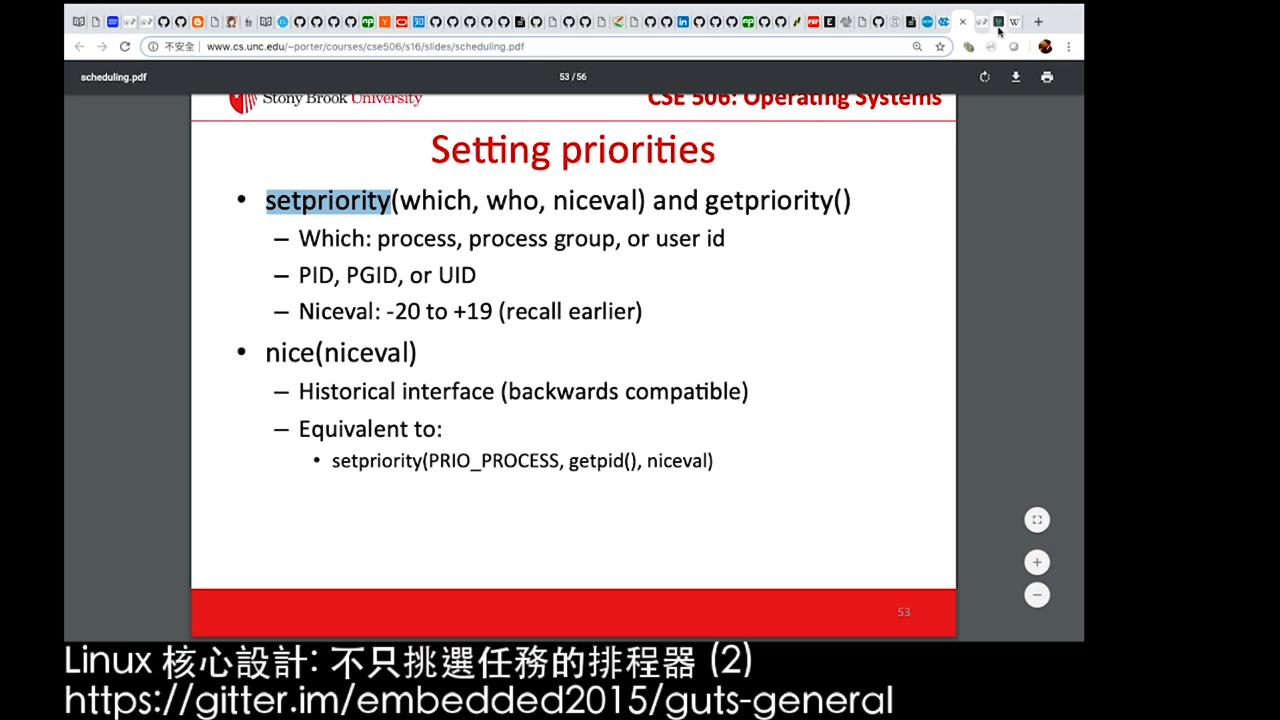 不安全 www.cs.unc.edu/~porter/courses/cse506/s16/slides/scheduling.pdf
scheduling.pdf 53 / 56
Stony Brook University CSE 506: Operating Systems
Setting priorities
• setpriority(which, who, niceval) and getpriority()
– Which: process, process group, or user id
– PID, PGID, or UID
– Niceval: -20 to +19 (recall earlier)
• nice(niceval)
– Historical interface (backwards compatible)
– Equivalent to:
• setpriority(PRIO_PROCESS, getpid(), niceval)
53
Linux 核心設計: 不只挑選任務的排程器 (2)
https://gitter.im/embedded2015/guts-general